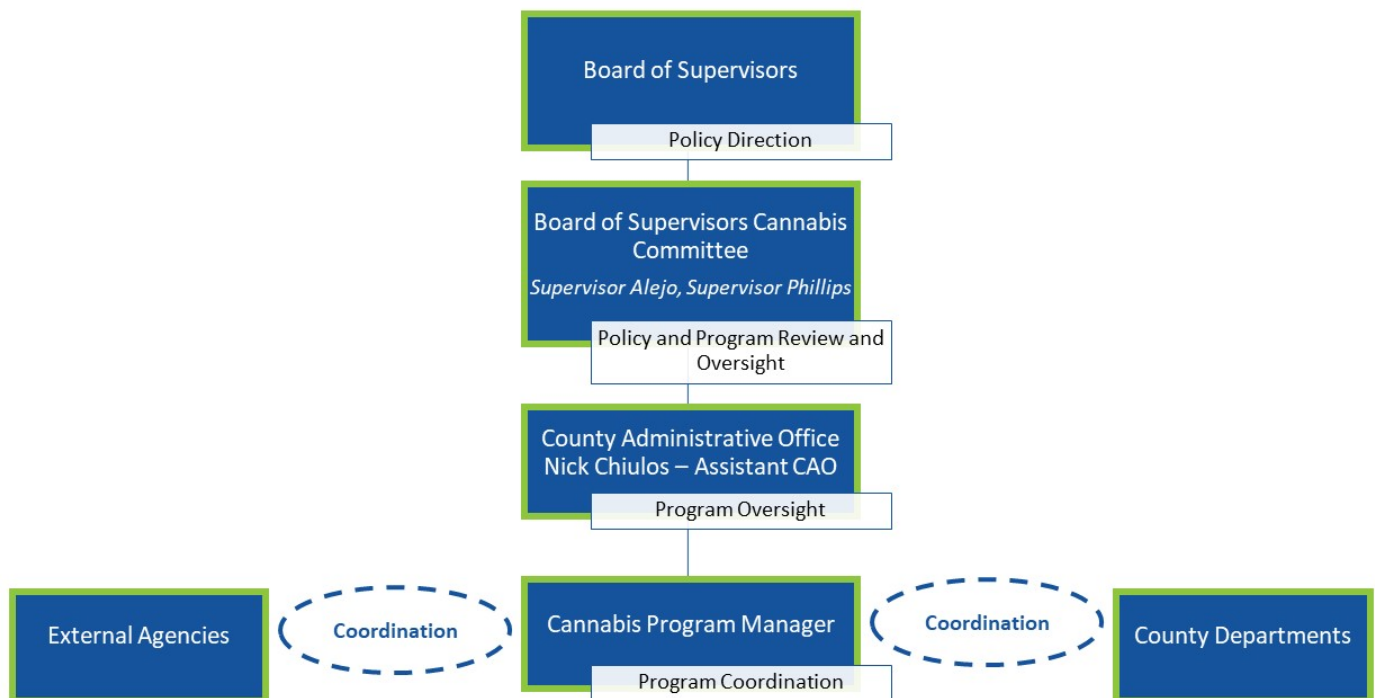 Board of Supervisors
Policy Direction
Board of Supervisors Cannabis
Committee
Supervisor Alejo, Supervisor Phillips
Policy and Program Review and
Oversight
County Administrative Office
Nick Chiulos – Assistant CAO
Program Oversight
External Agencies
Coordination
Cannabis Program Manager
Program Coordination
Coordination
County Departments